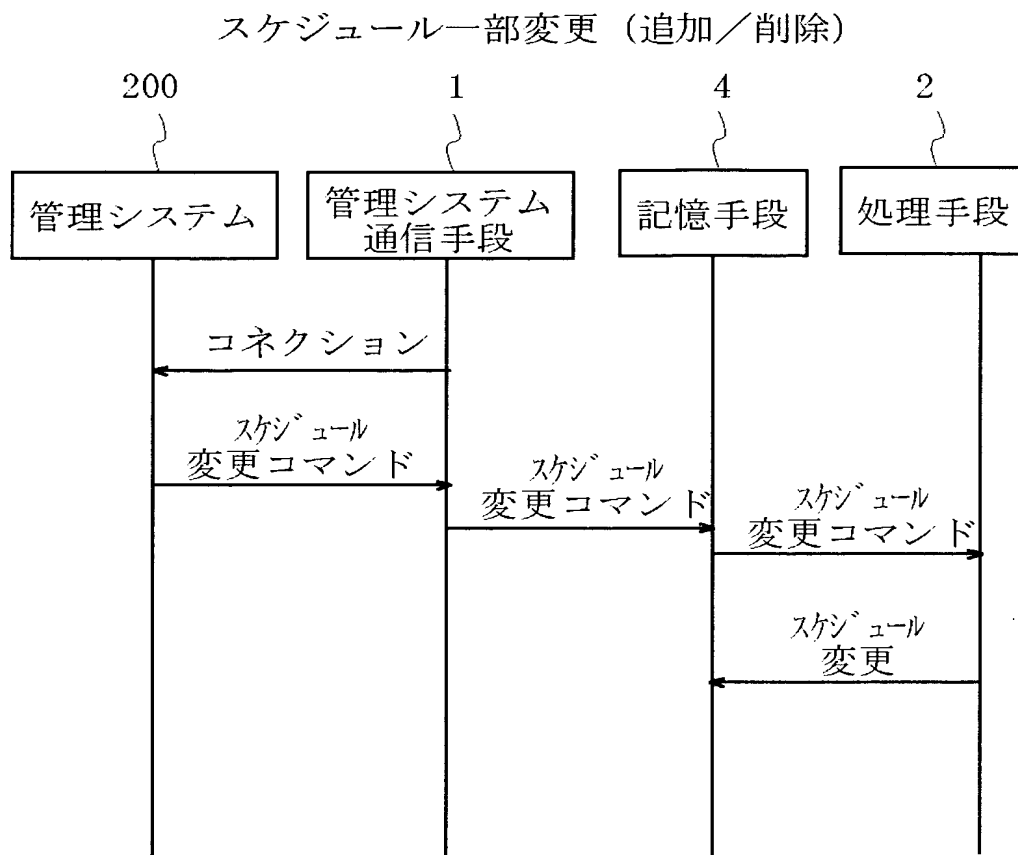 スケジュール一部変更（追加／削除）
200
1
4
2
管理システム
管理システム
通信手段
記憶手段
処理手段
コネクション
スケジュール
変更コマンド
スケジュール
変更コマンド
スケジュール
変更コマンド
スケジュール
変更